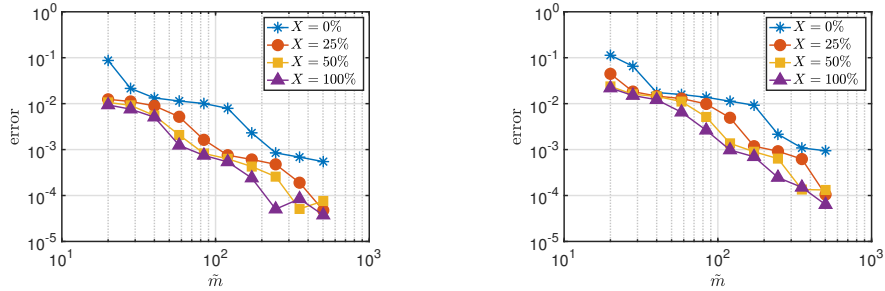 10^0
10^-1
10^-2
10^-3
10^-4
10^-5
error
10^1
10^2
10^3
m̃
X = 0%
X = 25%
X = 50%
X = 100%
10^0
10^-1
10^-2
10^-3
10^-4
10^-5
error
10^1
10^2
10^3
m̃
X = 0%
X = 25%
X = 50%
X = 100%